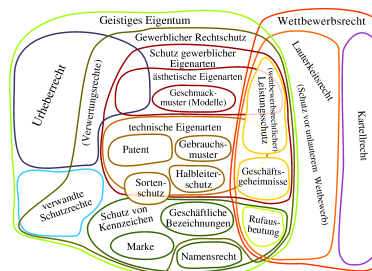 Geistiges Eigentum
Wettbewerbsrecht
Gewerblicher Rechtschutz
Schutz gewerblicher
Eigenarten
ästhetische Eigenarten
Geschmack-
muster (Modelle)
technische Eigenarten
Patent
Gebrauchs-
muster
Halbleiter-
schutz
Sorten-
schutz
Urheberrecht
(Verwertungsrechte)
verwandte
Schutzrechte
(wettbewerbsrechtlicher)
Leistungsschutz
Geschäfts-
geheimnisse
Lauterkeitsrecht
(Schutz vor unlauterem Wettbewerb)
Kartellrecht
Schutz von
Kennzeichen
Geschäftliche
Bezeichnungen
Rufaus-
beutung
Marke
Namensrecht